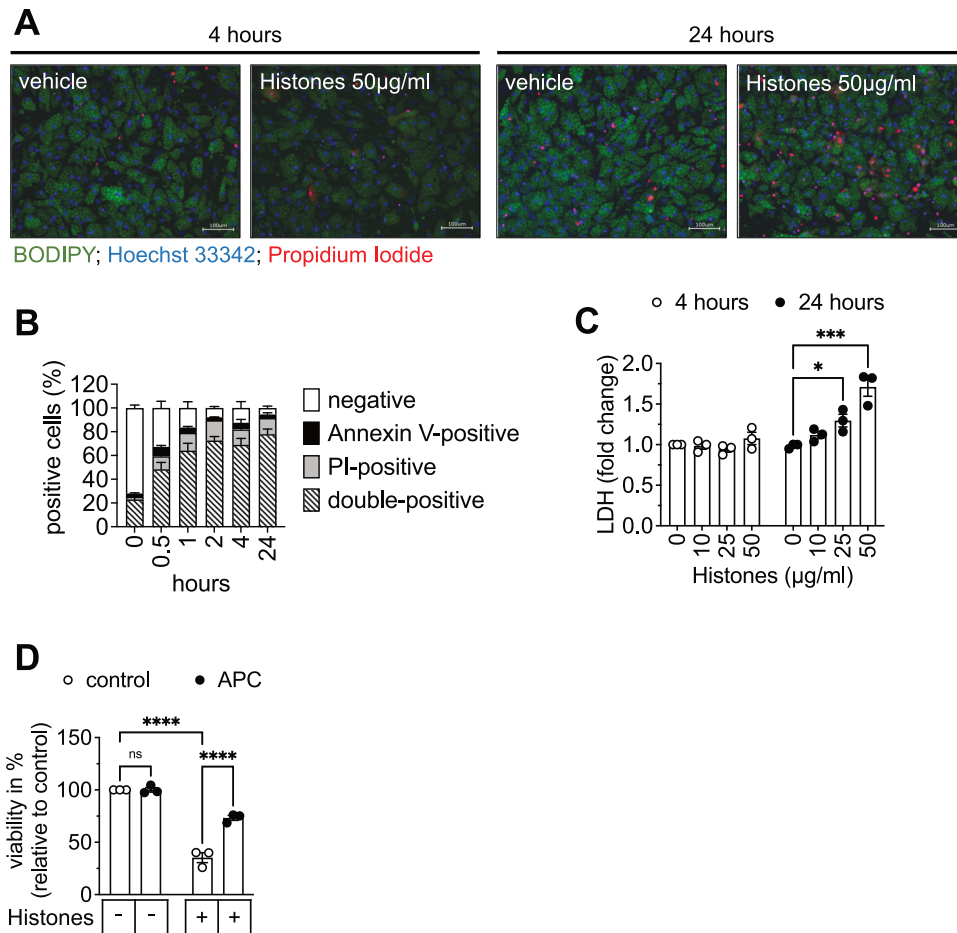 A
4 hours
24 hours
vehicle
Histones 50µg/ml
vehicle
Histones 50µg/ml
100um
100um
100um
100um
BODIPY; Hoechst 33342; Propidium Iodide
B
positive cells (%)
120
100
80
60
40
20
0
0
0.5
1
2
4
24
hours
negative
Annexin V-positive
PI-positive
double-positive
C
4 hours
24 hours
LDH (fold change)
2.0
1.5
1.0
0.5
0.0
***
*
0
10
25
50
0
10
25
50
Histones (µg/ml)
D
control
APC
viability in %
(relative to control)
150
100
50
0
****
ns
****
Histones - - + +